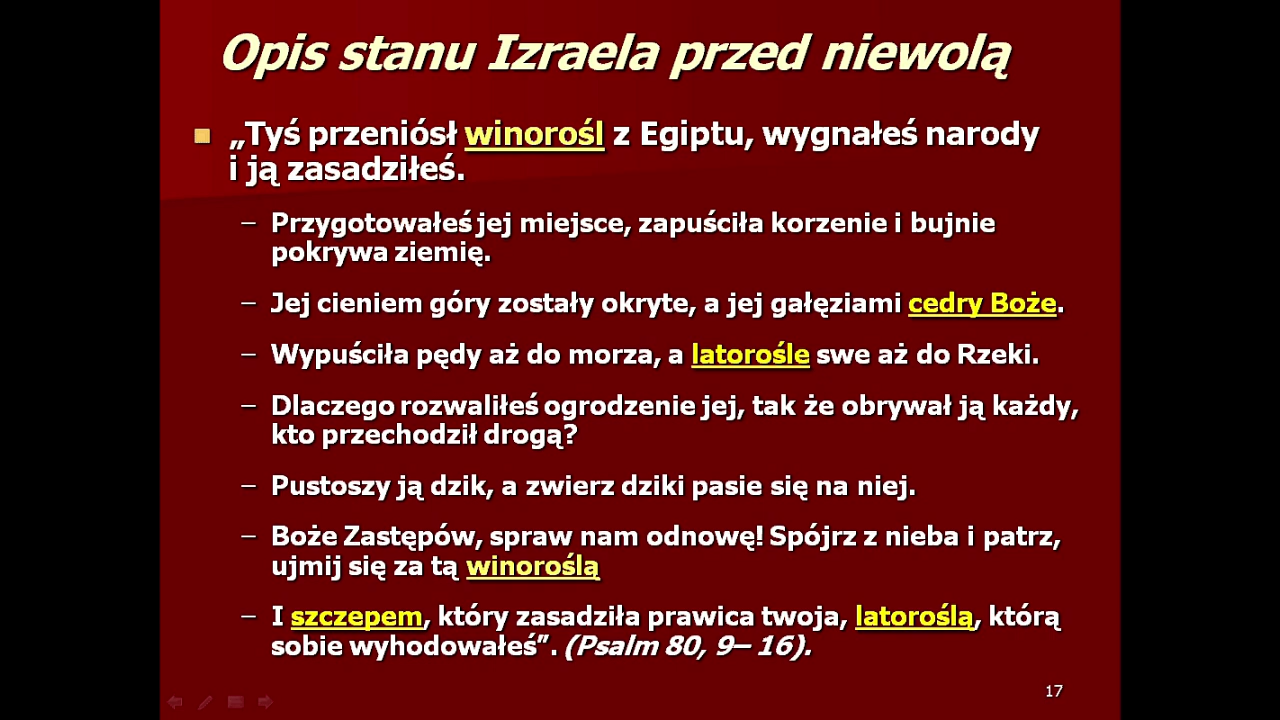 Opis stanu Izraela przed niewolą
„Tyś przeniósł winorośl z Egiptu, wygnałeś narody
i ją zasadziłeś.
– Przygotowałeś jej miejsce, zapuściła korzenie i bujnie
pokrywa ziemię.
– Jej cieniem góry zostały okryte, a jej gałęziami cedry Boże.
– Wypuściła pędy aż do morza, a latorośle swe aż do Rzeki.
– Dlaczego rozwaliłeś ogrodzenie jej, tak że obrywał ją każdy,
kto przechodził drogą?
– Pustoszy ją dzik, a zwierz dziki pasie się na niej.
– Boże Zastępów, spraw nam odnowę! Spójrz z nieba i patrz,
ujmij się za tą winoroślą
– I szczepem, który zasadziła prawica twoja, latoroślą, którą
sobie wyhodowałeś”. (Psalm 80, 9– 16).
17